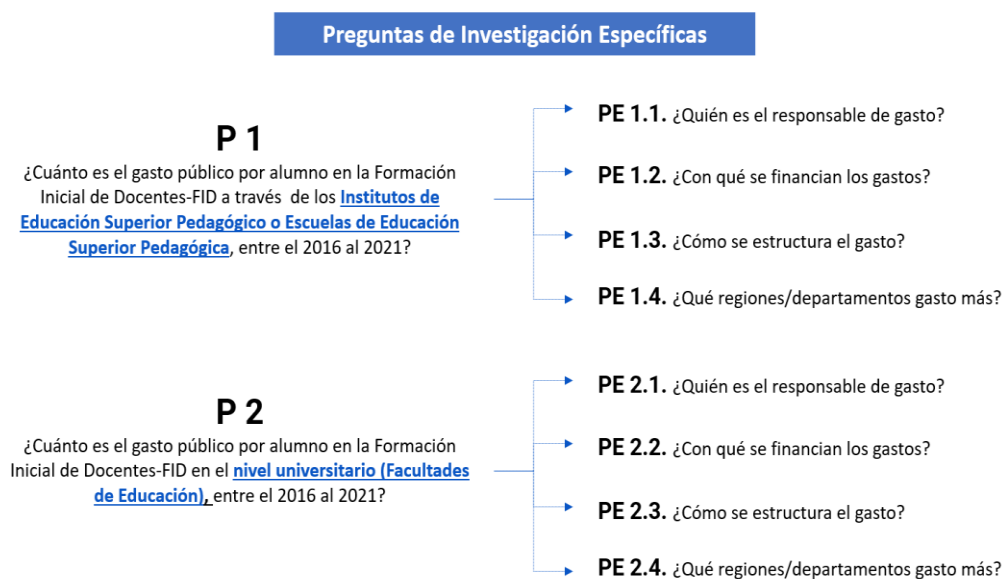 Preguntas de Investigación Específicas
P 1
¿Cuánto es el gasto público por alumno en la Formación
Inicial de Docentes-FID a través de los Institutos de
Educación Superior Pedagógico o Escuelas de Educación
Superior Pedagógica, entre el 2016 al 2021?
PE 1.1. ¿Quién es el responsable de gasto?
PE 1.2. ¿Con qué se financian los gastos?
PE 1.3. ¿Cómo se estructura el gasto?
PE 1.4. ¿Qué regiones/departamentos gasto más?
P 2
¿Cuánto es el gasto público por alumno en la Formación
Inicial de Docentes-FID en el nivel universitario (Facultades
de Educación), entre el 2016 al 2021?
PE 2.1. ¿Quién es el responsable de gasto?
PE 2.2. ¿Con qué se financian los gastos?
PE 2.3. ¿Cómo se estructura el gasto?
PE 2.4. ¿Qué regiones/departamentos gasto más?